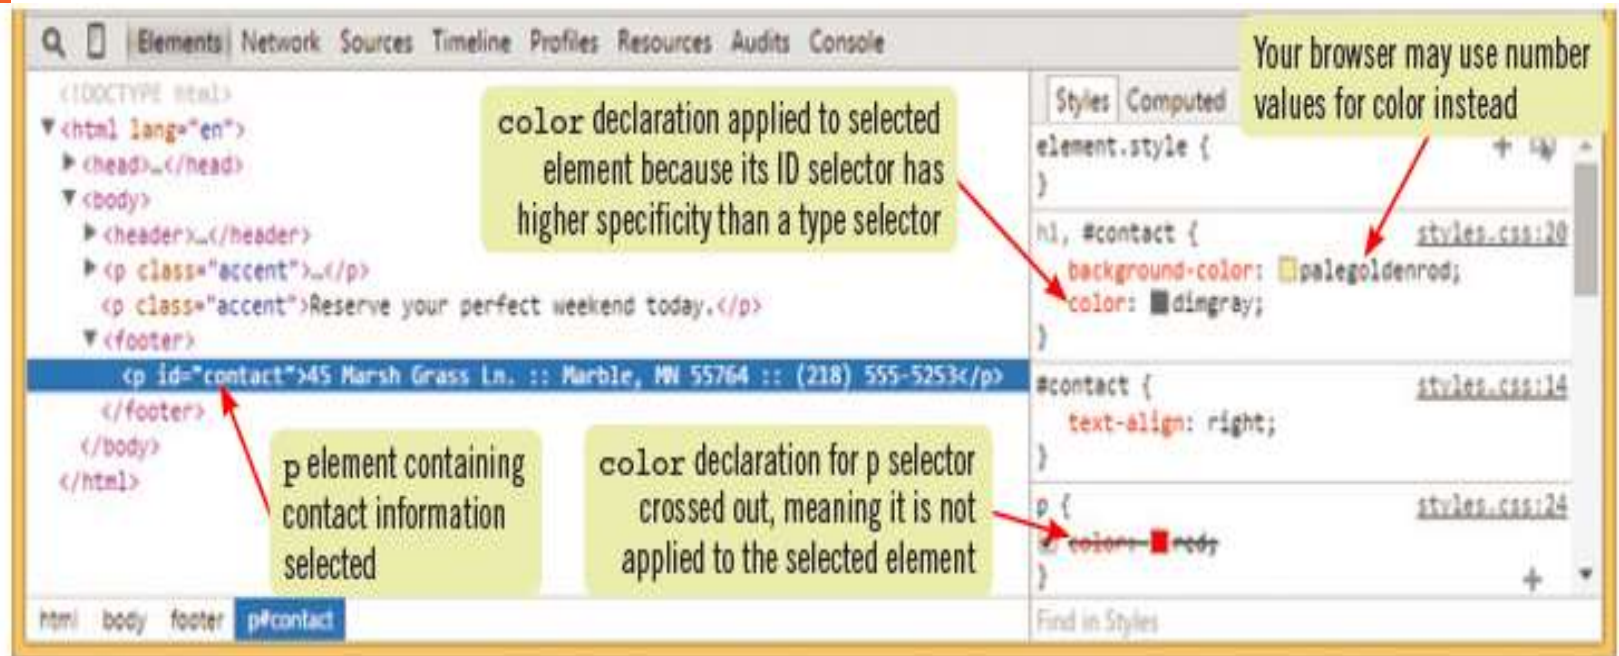 Elements Network Sources Timeline Profiles Resources Audits Console
<!DOCTYPE html>
<html lang="en">
<head>…</head>
<body>
<header>…</header>
<p class="accent">…</p>
<p class="accent">Reserve your perfect weekend today.</p>
<footer>
<p id="contact">45 Marsh Grass Ln. :: Marble, MN 55764 :: (218) 555-5253</p>
</footer>
</body>
</html>
color declaration applied to selected
element because its ID selector has
higher specificity than a type selector
p element containing
contact information
selected
color declaration for p selector
crossed out, meaning it is not
applied to the selected element
html body footer p#contact
Your browser may use number
values for color instead
Styles Computed
element.style {
}
h1, #contact { styles.css:20
background-color: palegoldenrod;
color: dimgray;
}
#contact { styles.css:14
text-align: right;
}
p { styles.css:24
color: red;
}
Find in Styles